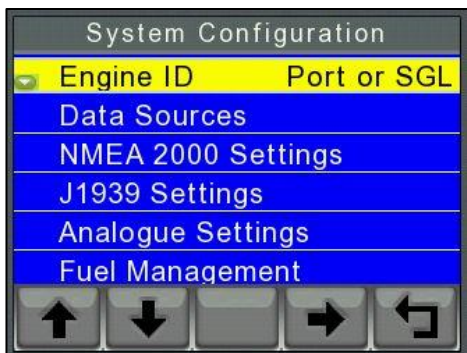 System Configuration
Engine ID Port or SGL
Data Sources
NMEA 2000 Settings
J1939 Settings
Analogue Settings
Fuel Management